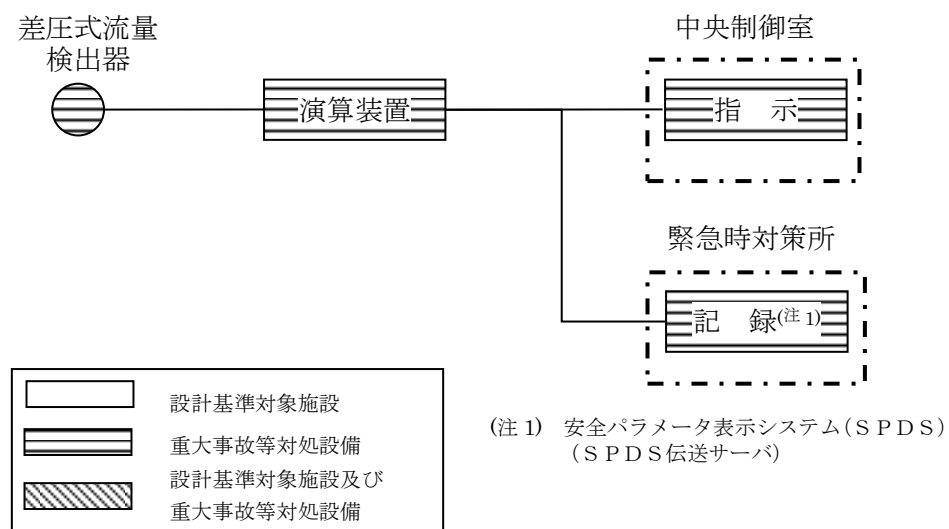 差圧式流量
検出器
演算装置
中央制御室
指　示
緊急時対策所
記　録(注1)
設計基準対象施設
重大事故等対処設備
設計基準対象施設及び
重大事故等対処設備
(注1)　安全パラメータ表示システム(ＳＰＤＳ)
(ＳＰＤＳ伝送サーバ)